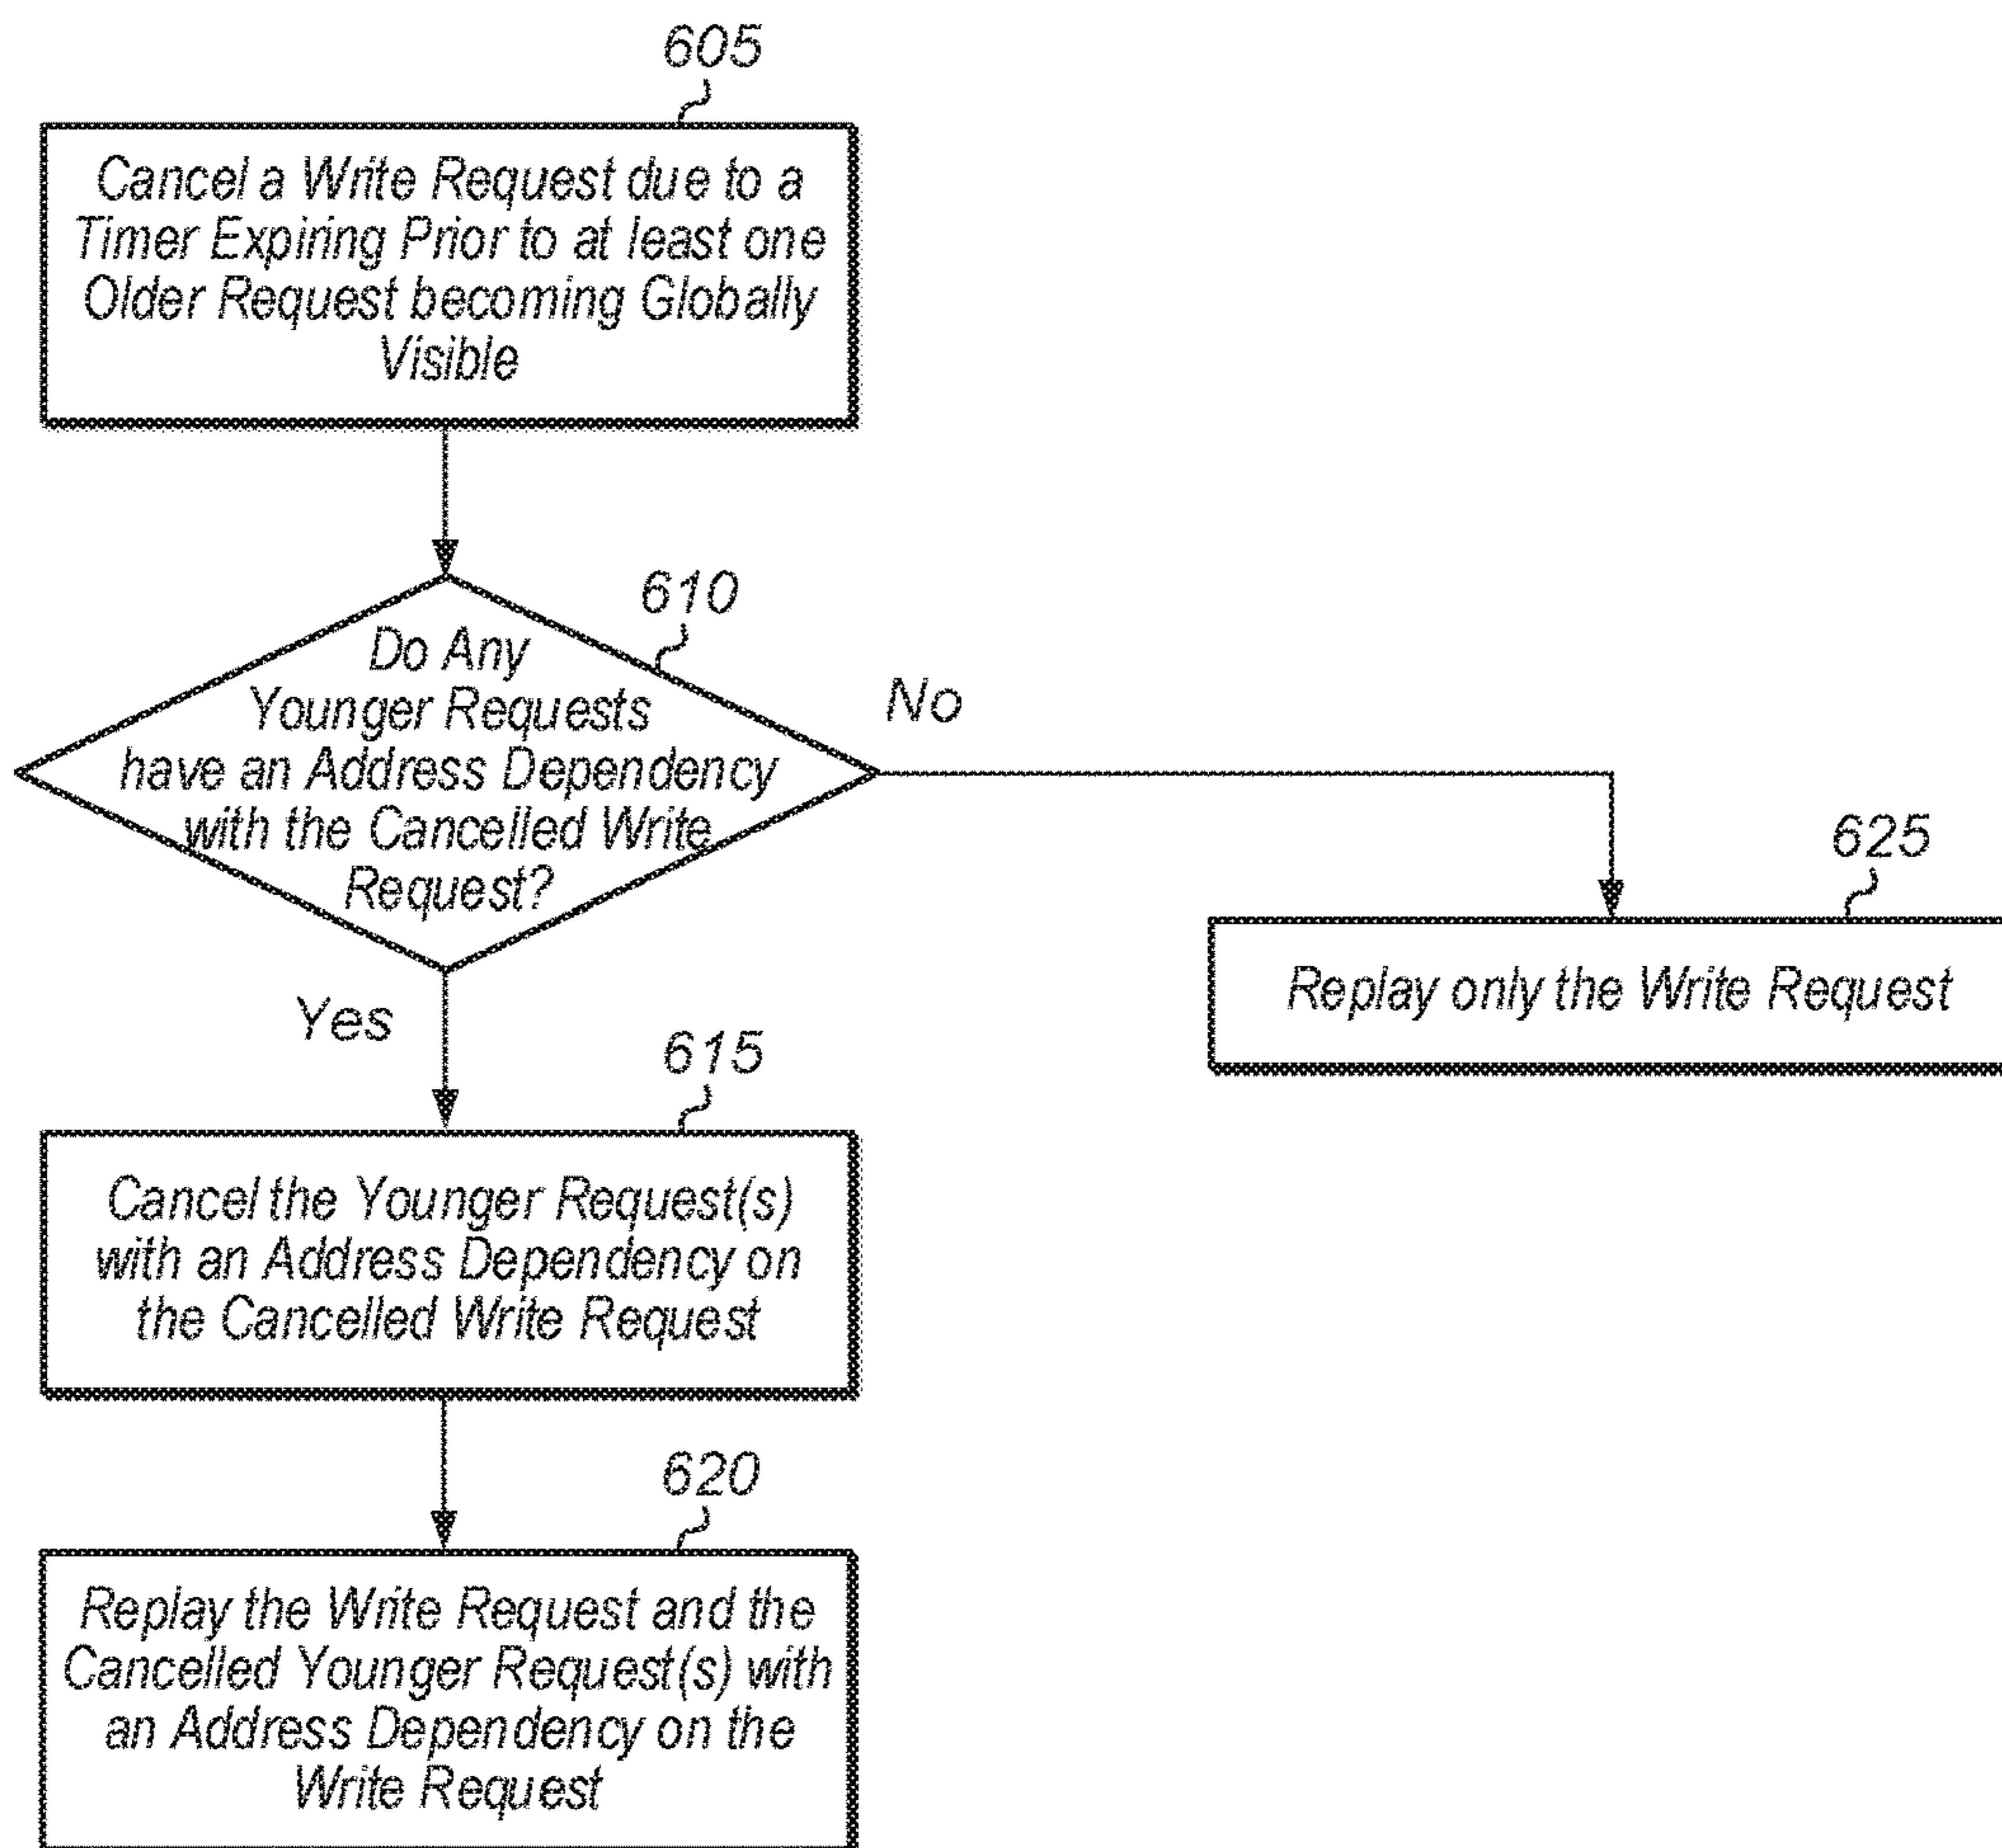 605
Cancel a Write Request due to a
Timer Expiring Prior to at least one
Older Request becoming Globally
Visible
610
Do Any
Younger Requests
have an Address Dependency
with the Cancelled Write
Request?
No
Yes
625
Replay only the Write Request
615
Cancel the Younger Request(s)
with an Address Dependency on
the Cancelled Write Request
620
Replay the Write Request and the
Cancelled Younger Request(s) with
an Address Dependency on the
Write Request